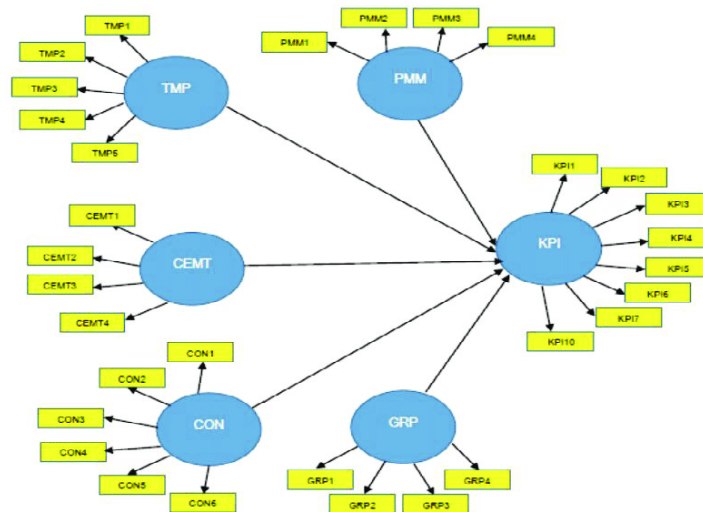 TMP1
TMP2
TMP3
TMP4
TMP5
TMP
PMM1
PMM2
PMM3
PMM4
PMM
CEMT1
CEMT2
CEMT3
CEMT4
CEMT
KPI1
KPI2
KPI3
KPI4
KPI5
KPI6
KPI7
KPI10
KPI
CON1
CON2
CON3
CON4
CON5
CON6
CON
GRP
GRP1
GRP2
GRP3
GRP4